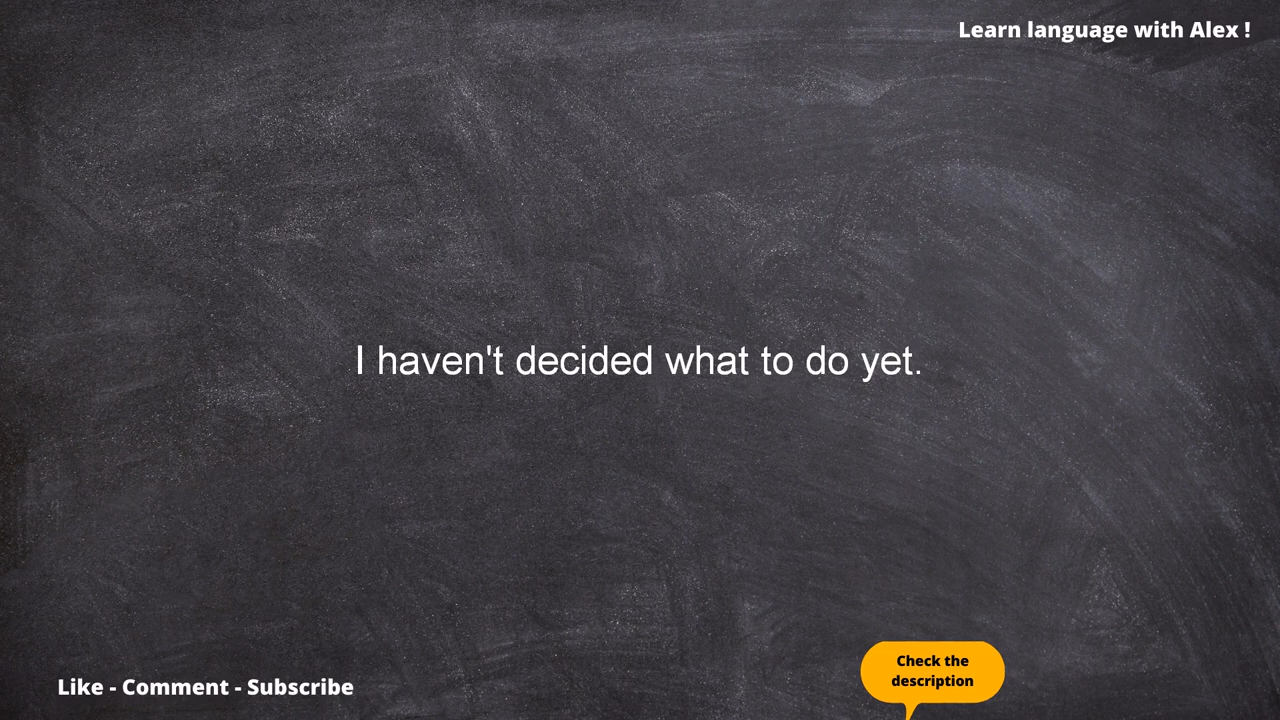 Learn language with Alex !
I haven't decided what to do yet.
Like - Comment - Subscribe
Check the
description